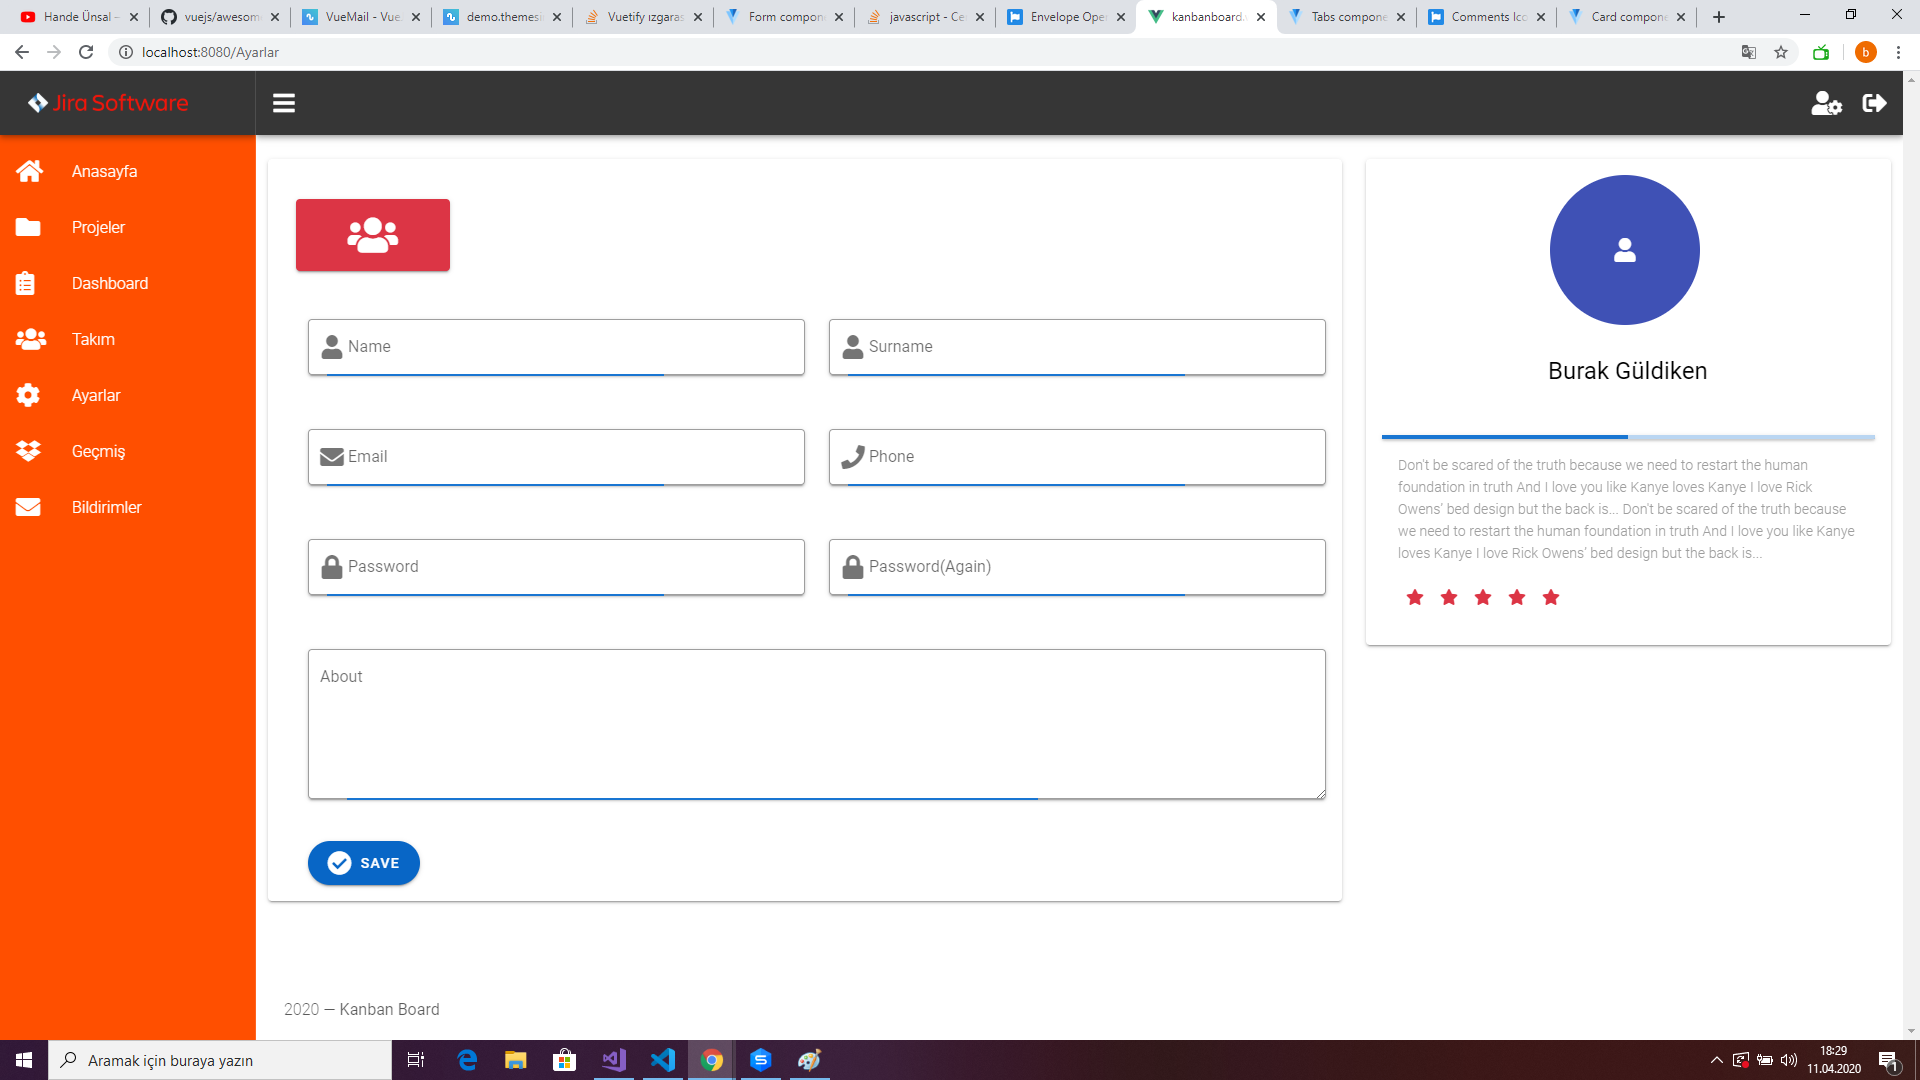 Hande Ünsal –
vuejs/awesom
VueMail - Vue.
demo.themesi
Vuetify ızgaras
Form compon
javascript - Ce
Envelope Oper
kanbanboard.
Tabs compone
Comments Ico
Card compone
localhost:8080/Ayarlar
b
Jira Software
Anasayfa
Projeler
Dashboard
Takım
Ayarlar
Geçmiş
Bildirimler
Name
Surname
Email
Phone
Password
Password(Again)
About
SAVE
Burak Güldiken
Don't be scared of the truth because we need to restart the human
foundation in truth And I love you like Kanye loves Kanye I love Rick
Owens' bed design but the back is... Don't be scared of the truth because
we need to restart the human foundation in truth And I love you like Kanye
loves Kanye I love Rick Owens' bed design but the back is...
2020 — Kanban Board
Aramak için buraya yazın
18:29
11.04.2020
1